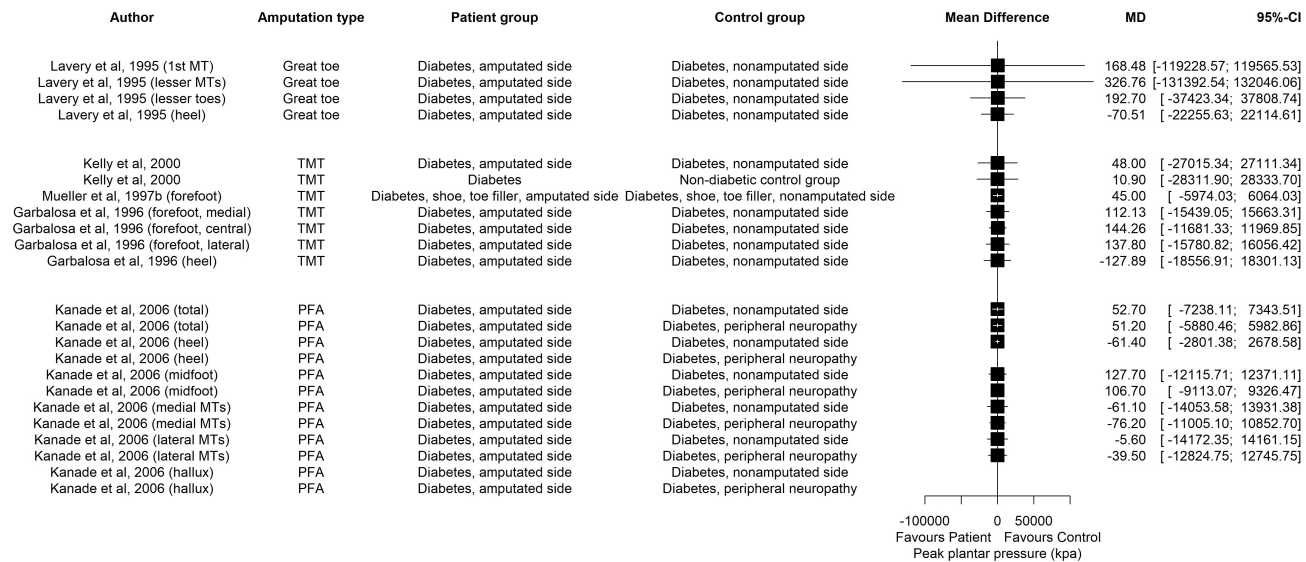 Author Amputation type Patient group Control group Mean Difference MD 95%-CI
Lavery et al, 1995 (1st MT) Great toe Diabetes, amputated side Diabetes, nonamputated side 168.48 [-119228.57; 119565.53]
Lavery et al, 1995 (lesser MTs) Great toe Diabetes, amputated side Diabetes, nonamputated side 326.76 [-131392.54; 132046.06]
Lavery et al, 1995 (lesser toes) Great toe Diabetes, amputated side Diabetes, nonamputated side 192.70 [ -37423.34; 37808.74]
Lavery et al, 1995 (heel) Great toe Diabetes, amputated side Diabetes, nonamputated side -70.51 [ -22255.63; 22114.61]
Kelly et al, 2000 TMT Diabetes, amputated side Diabetes, nonamputated side 48.00 [ -27015.34; 27111.34]
Kelly et al, 2000 TMT Diabetes Non-diabetic control group 10.90 [ -28311.90; 28333.70]
Mueller et al, 1997b (forefoot) TMT Diabetes, shoe, toe filler, amputated side Diabetes, shoe, toe filler, nonamputated side 45.00 [ -5974.03; 6064.03]
Garbalosa et al, 1996 (forefoot, medial) TMT Diabetes, amputated side Diabetes, nonamputated side 112.13 [ -15439.05; 15663.31]
Garbalosa et al, 1996 (forefoot, central) TMT Diabetes, amputated side Diabetes, nonamputated side 144.26 [ -11681.33; 11969.85]
Garbalosa et al, 1996 (forefoot, lateral) TMT Diabetes, amputated side Diabetes, nonamputated side 137.80 [ -15780.82; 16056.42]
Garbalosa et al, 1996 (heel) TMT Diabetes, amputated side Diabetes, nonamputated side -127.89 [ -18556.91; 18301.13]
Kanade et al, 2006 (total) PFA Diabetes, amputated side Diabetes, nonamputated side 52.70 [ -7238.11; 7343.51]
Kanade et al, 2006 (total) PFA Diabetes, amputated side Diabetes, peripheral neuropathy 51.20 [ -5880.46; 5982.86]
Kanade et al, 2006 (heel) PFA Diabetes, amputated side Diabetes, nonamputated side -61.40 [ -2801.38; 2678.58]
Kanade et al, 2006 (heel) PFA Diabetes, amputated side Diabetes, peripheral neuropathy
Kanade et al, 2006 (midfoot) PFA Diabetes, amputated side Diabetes, nonamputated side 127.70 [ -12115.71; 12371.11]
Kanade et al, 2006 (midfoot) PFA Diabetes, amputated side Diabetes, peripheral neuropathy 106.70 [ -9113.07; 9326.47]
Kanade et al, 2006 (medial MTs) PFA Diabetes, amputated side Diabetes, nonamputated side -61.10 [ -14053.58; 13931.38]
Kanade et al, 2006 (medial MTs) PFA Diabetes, amputated side Diabetes, peripheral neuropathy -76.20 [ -11005.10; 10852.70]
Kanade et al, 2006 (lateral MTs) PFA Diabetes, amputated side Diabetes, nonamputated side -5.60 [ -14172.35; 14161.15]
Kanade et al, 2006 (lateral MTs) PFA Diabetes, amputated side Diabetes, peripheral neuropathy -39.50 [ -12824.75; 12745.75]
Kanade et al, 2006 (hallux) PFA Diabetes, amputated side Diabetes, nonamputated side
Kanade et al, 2006 (hallux) PFA Diabetes, amputated side Diabetes, peripheral neuropathy
-100000 0 50000
Favours Patient Favours Control
Peak plantar pressure (kpa)